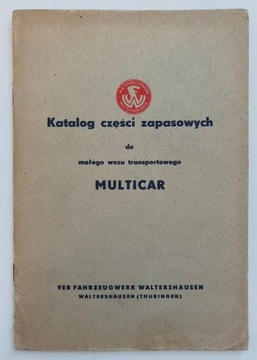 Katalog części zapasowych
do
małego wozu transportowego
MULTICAR
VEB FAHRZEUGWERK WALTERSHAUSEN
WALTERSHAUSEN (THÜRINGEN)